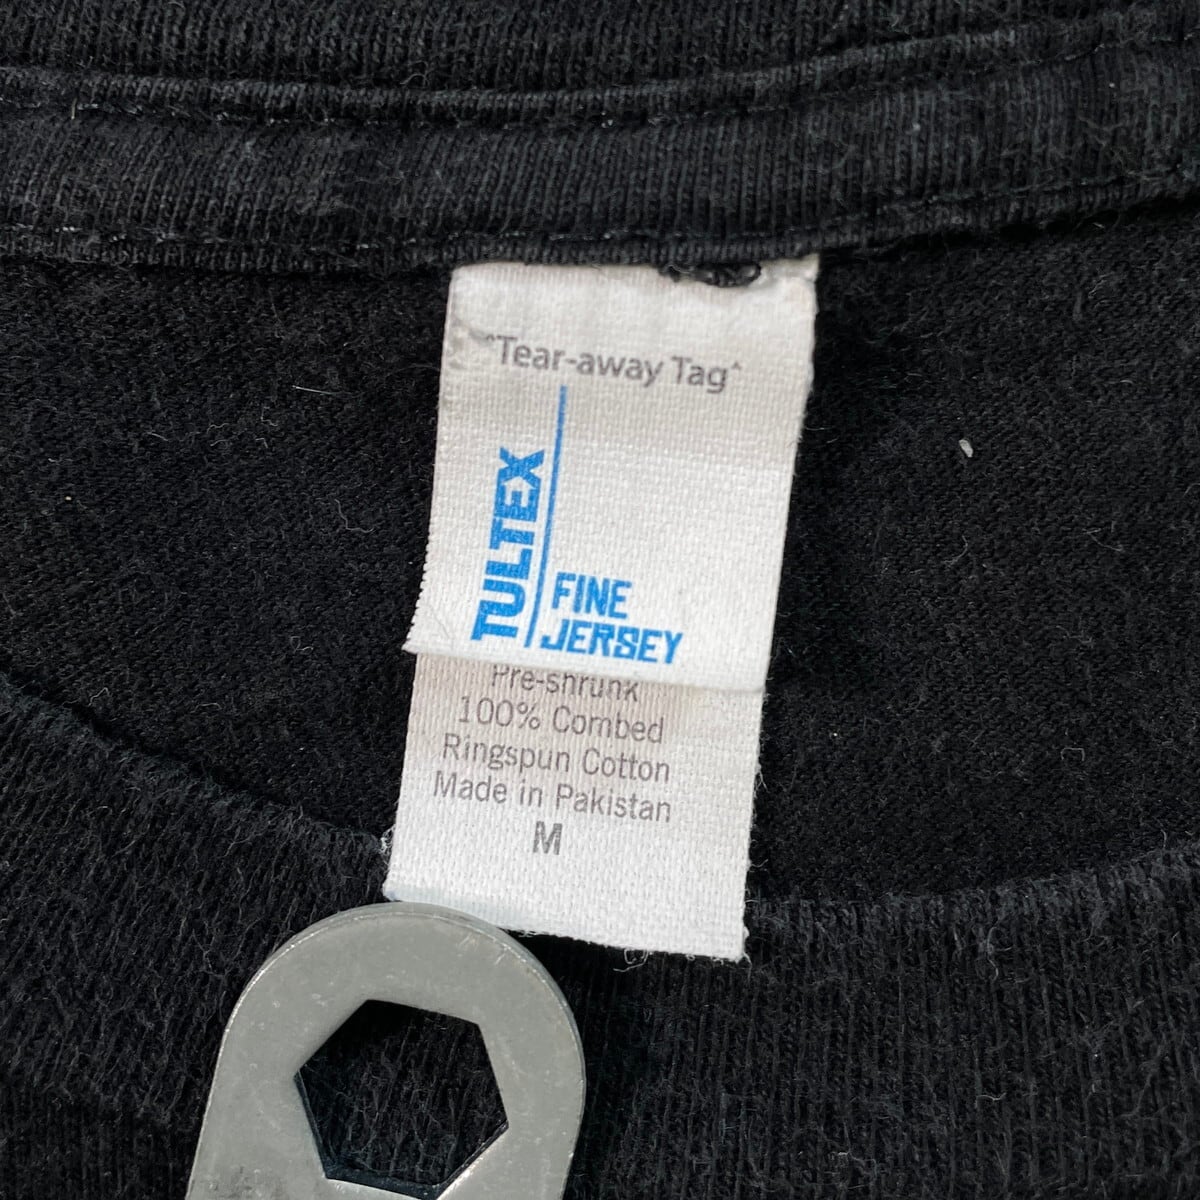 "Tear-away Tag"
TULTEX
FINE
JERSEY
Pre-shrunk
100% Combed
Ringspun Cotton
Made in Pakistan
M